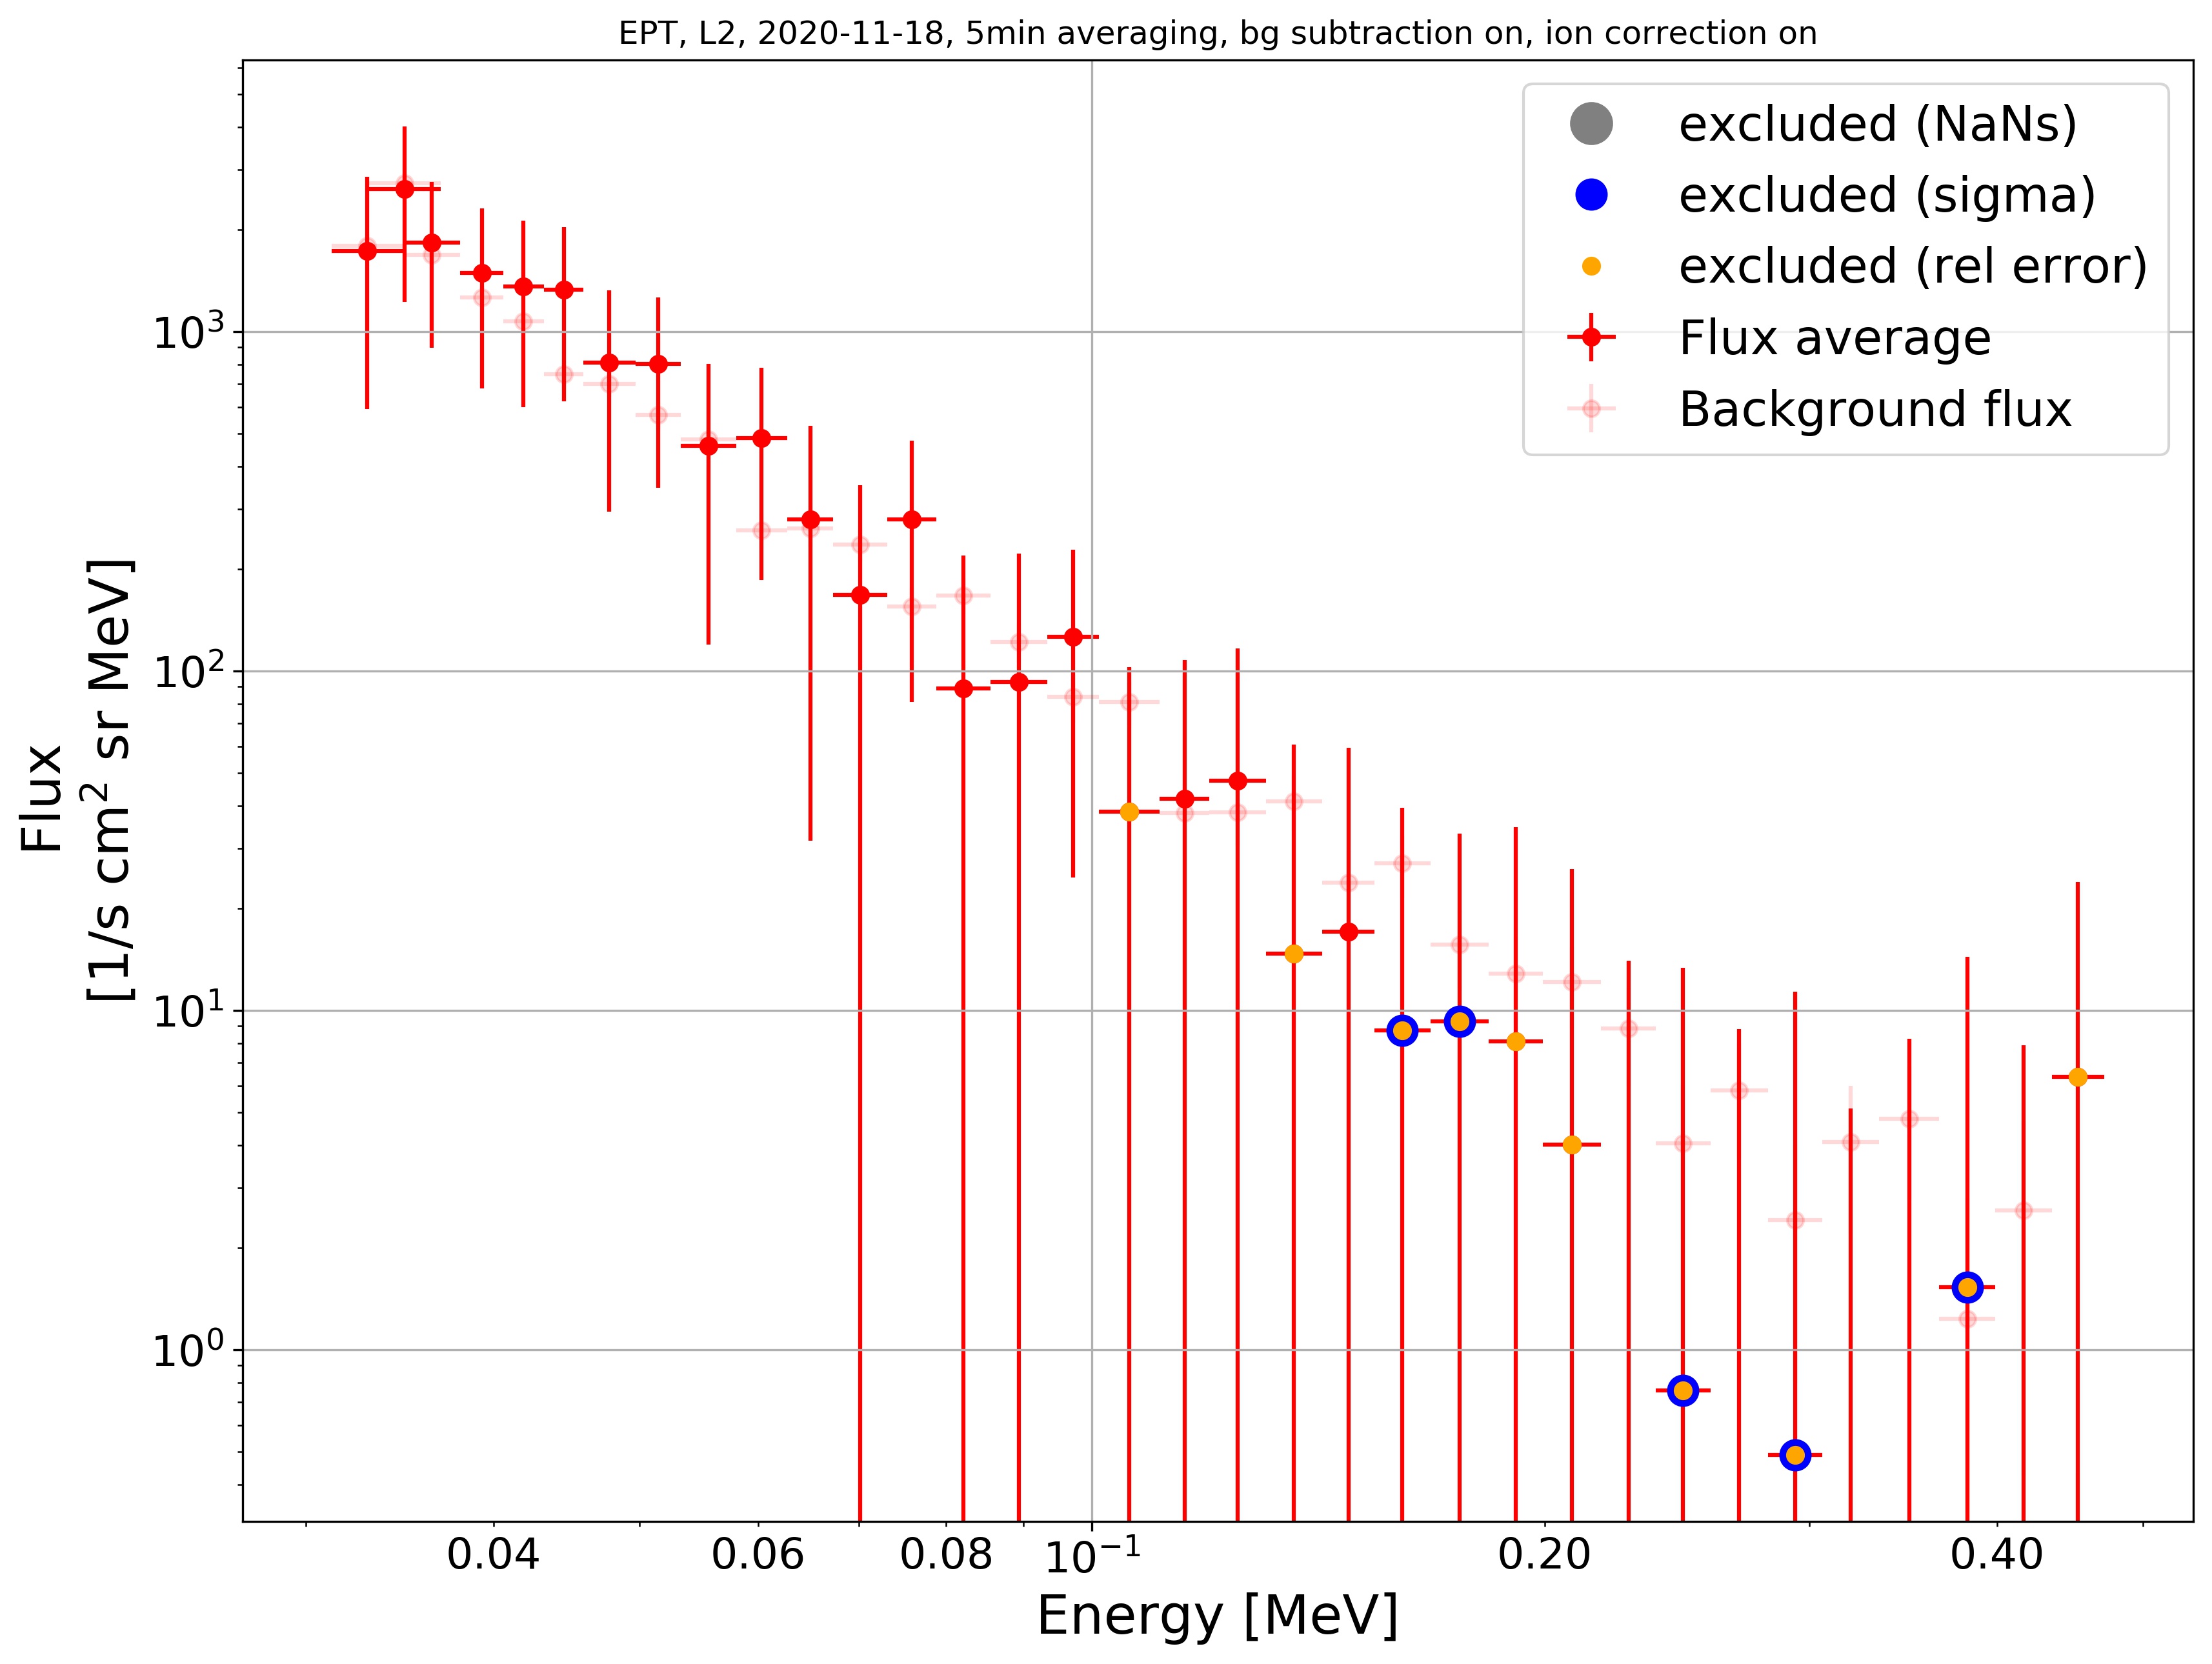 EPT, L2, 2020-11-18, 5min averaging, bg subtraction on, ion correction on
excluded (NaNs)
excluded (sigma)
excluded (rel error)
Flux average
Background flux
Flux
[1/s cm² sr MeV]
10³
10²
10¹
10⁰
0.04
0.06
0.08
10⁻¹
0.20
0.40
Energy [MeV]